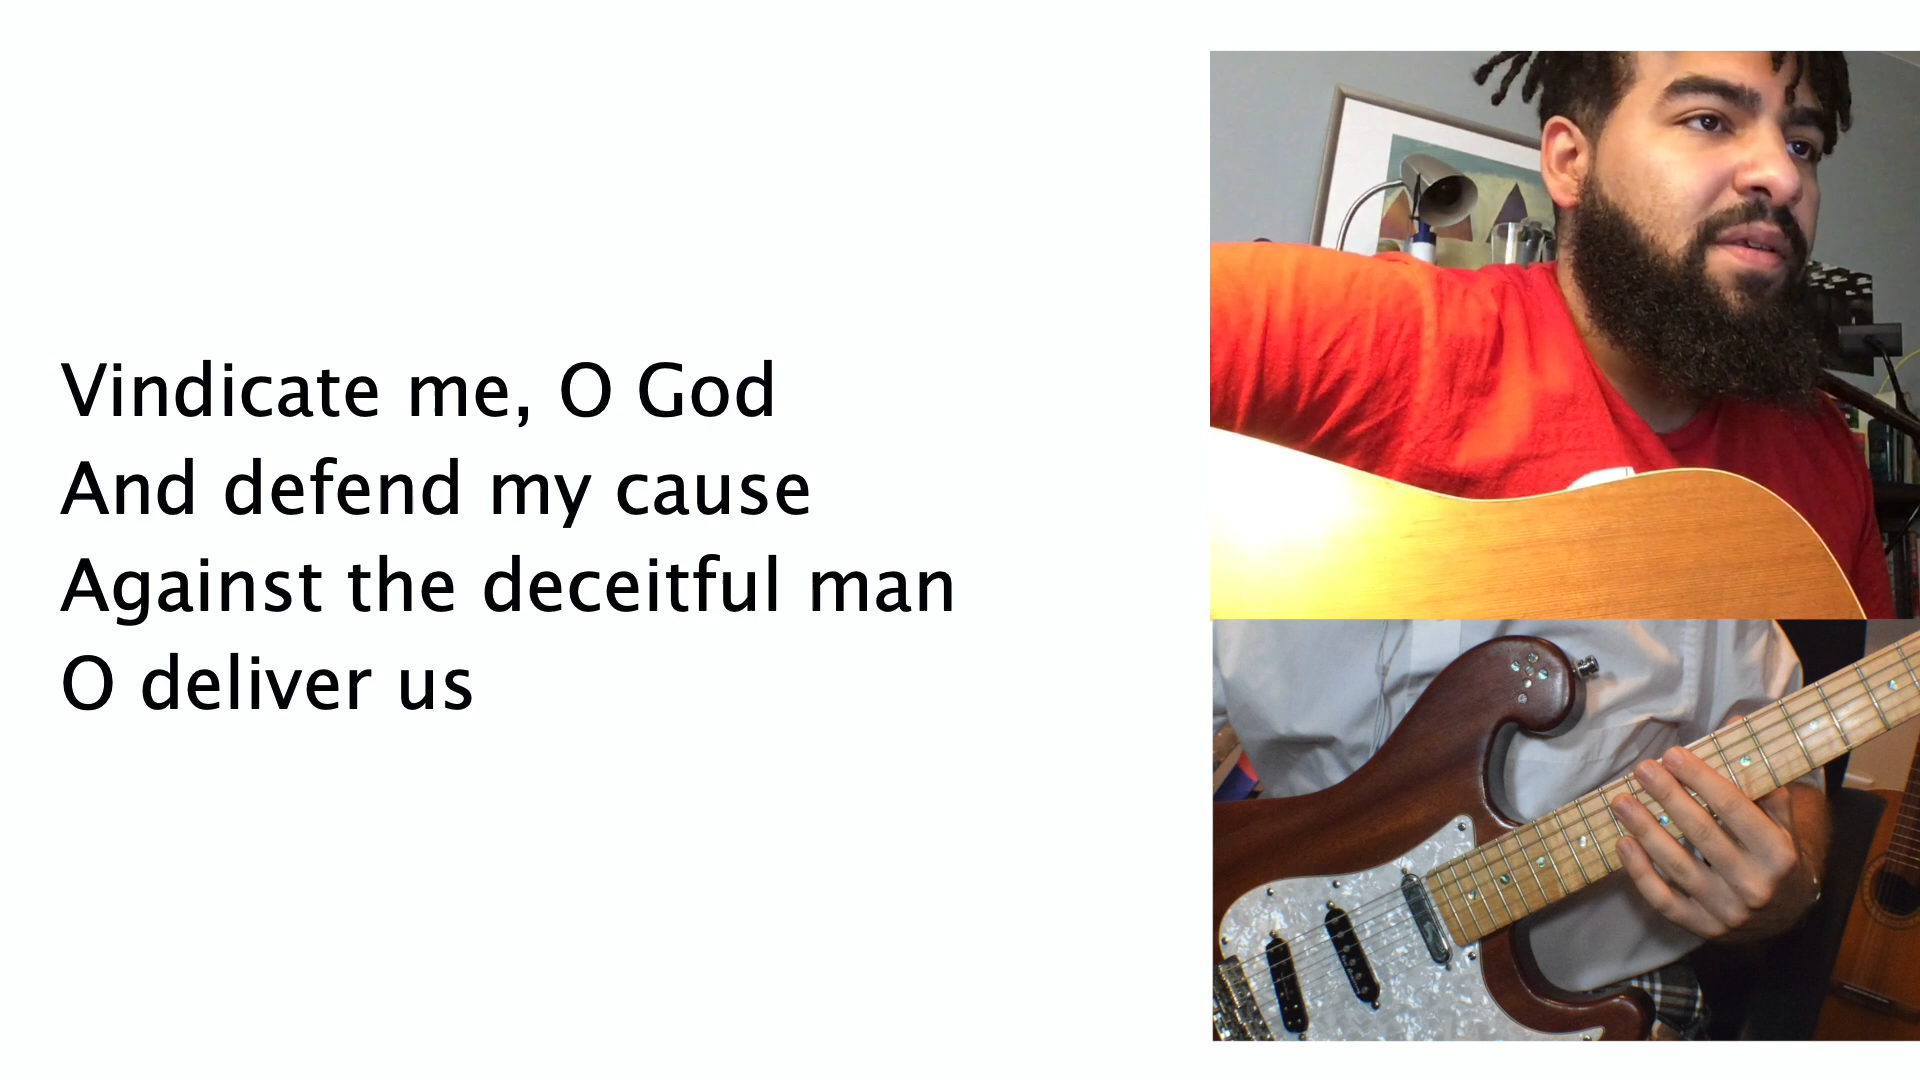 Vindicate me, O God
And defend my cause
Against the deceitful man
O deliver us